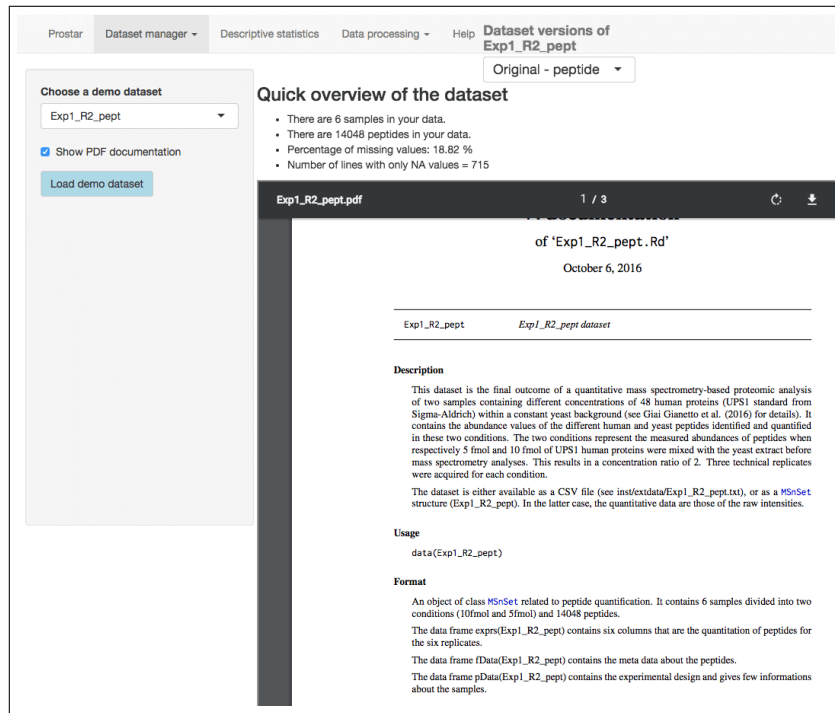 Prostar
Dataset manager
Descriptive statistics
Data processing
Help
Dataset versions of
Exp1_R2_pept
Original - peptide
Choose a demo dataset
Exp1_R2_pept
Show PDF documentation
Load demo dataset
Quick overview of the dataset
There are 6 samples in your data.
There are 14048 peptides in your data.
Percentage of missing values: 18.82 %
Number of lines with only NA values = 715
Exp1_R2_pept.pdf
1 / 3
of ‘Exp1_R2_pept.Rd’
October 6, 2016
Exp1_R2_pept Exp1_R2_pept dataset
Description
This dataset is the final outcome of a quantitative mass spectrometry-based proteomic analysis
of two samples containing different concentrations of 48 human proteins (UPS1 standard from
Sigma-Aldrich) within a constant yeast background (see Giai Gianetto et al. (2016) for details). It
contains the abundance values of the different human and yeast peptides identified and quantified
in these two conditions. The two conditions represent the measured abundances of peptides when
respectively 5 fmol and 10 fmol of UPS1 human proteins were mixed with the yeast extract before
mass spectrometry analyses. This results in a concentration ratio of 2. Three technical replicates
were acquired for each condition.
The dataset is either available as a CSV file (see inst/extdata/Exp1_R2_pept.txt), or as a MSnSet
structure (Exp1_R2_pept). In the latter case, the quantitative data are those of the raw intensities.
Usage
data(Exp1_R2_pept)
Format
An object of class MSnSet related to peptide quantification. It contains 6 samples divided into two
conditions (10fmol and 5fmol) and 14048 peptides.
The data frame exprs(Exp1_R2_pept) contains six columns that are the quantitation of peptides for
the six replicates.
The data frame fData(Exp1_R2_pept) contains the meta data about the peptides.
The data frame pData(Exp1_R2_pept) contains the experimental design and gives few informations
about the samples.